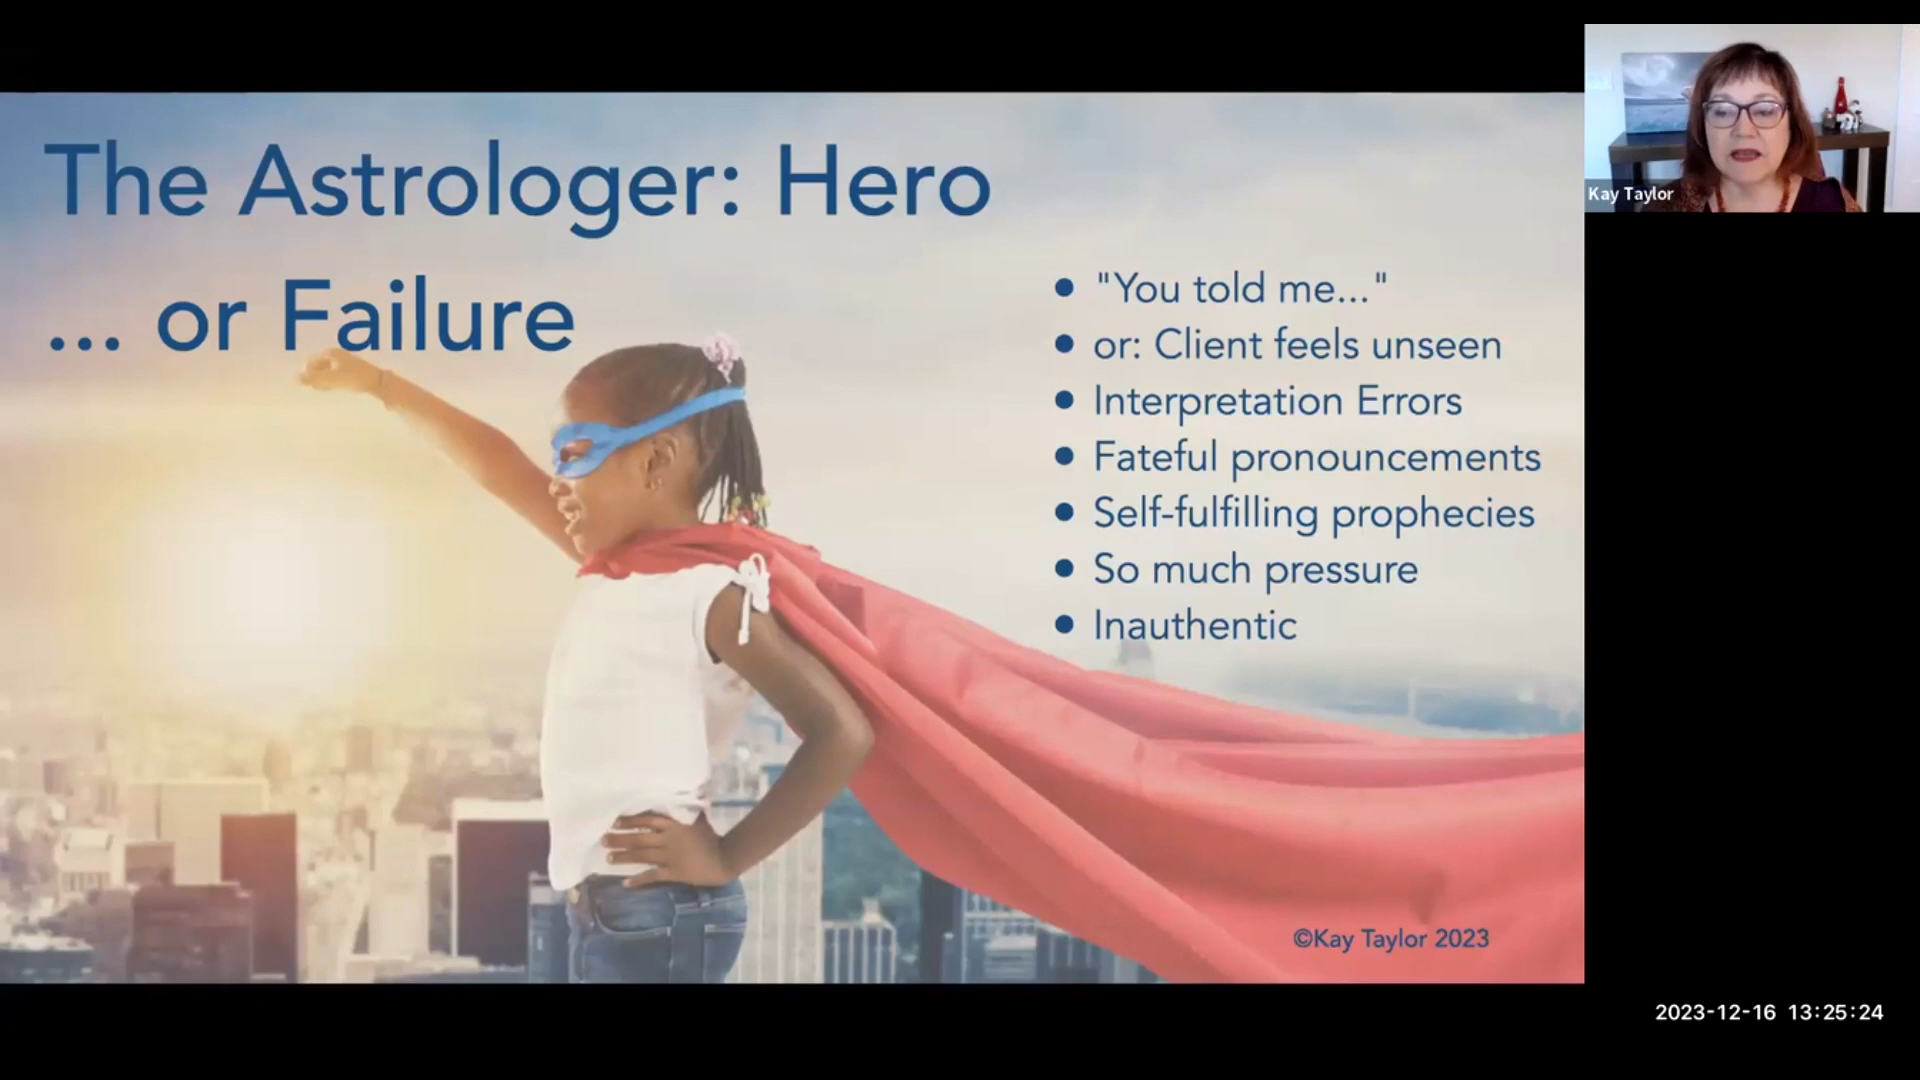 The Astrologer: Hero
... or Failure
• "You told me..."
• or: Client feels unseen
• Interpretation Errors
• Fateful pronouncements
• Self-fulfilling prophecies
• So much pressure
• Inauthentic
©Kay Taylor 2023
Kay Taylor
2023-12-16 13:25:24